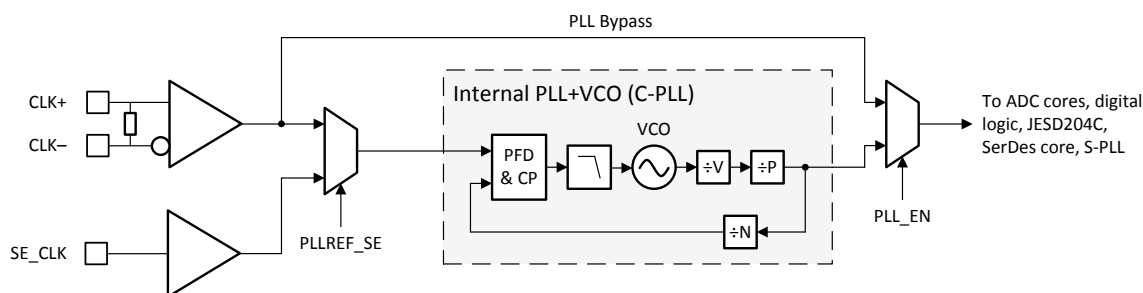 PLL Bypass
CLK+
CLK–
SE_CLK
PLLREF_SE
Internal PLL+VCO (C-PLL)
PFD
& CP
VCO
÷V
÷P
÷N
PLL_EN
To ADC cores, digital
logic, JESD204C,
SerDes core, S-PLL